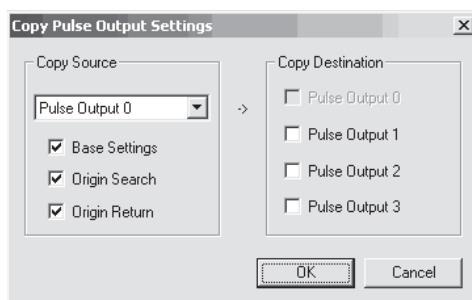 Copy Pulse Output Settings
Copy Source
Pulse Output 0
Base Settings
Origin Search
Origin Return
->
Copy Destination
Pulse Output 0
Pulse Output 1
Pulse Output 2
Pulse Output 3
OK
Cancel